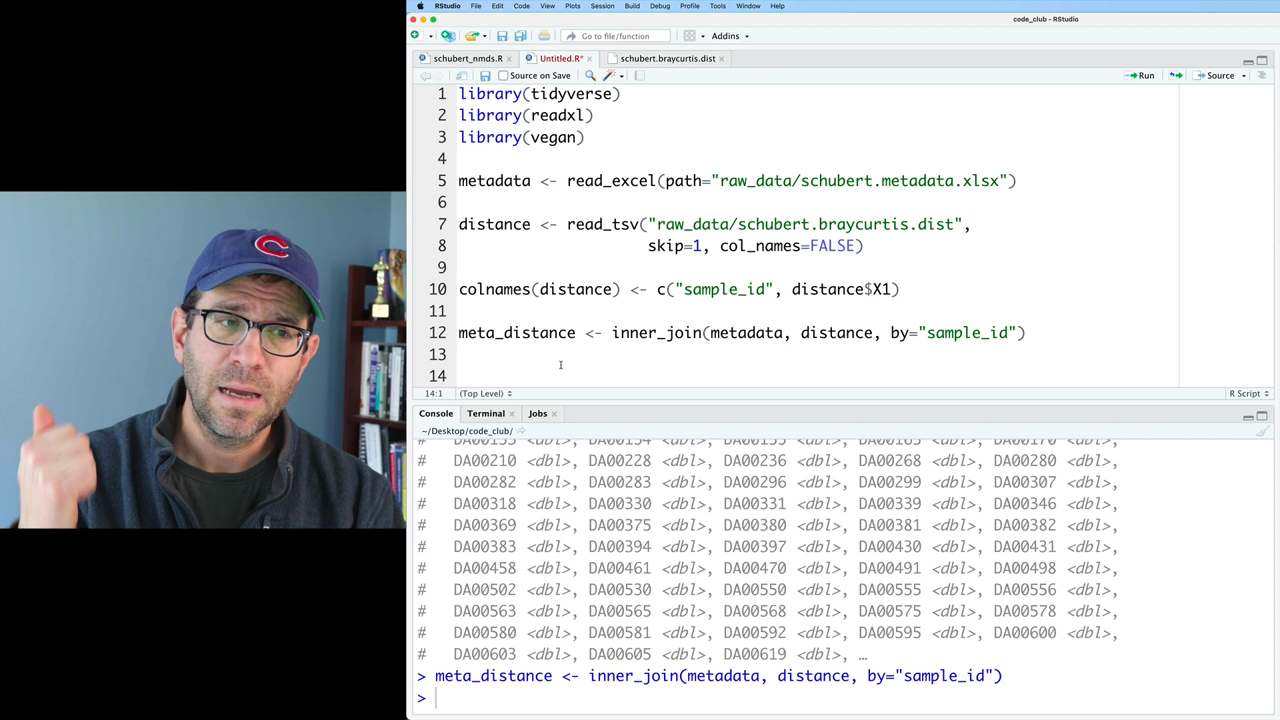 RStudio File Edit Code View Plots Session Build Debug Profile Tools Window Help
code_club - RStudio
Go to file/function Addins
schubert_nmds.R Untitled.R* schubert.braycurtis.dist
Source on Save Run Source
1 library(tidyverse)
2 library(readxl)
3 library(vegan)
4
5 metadata <- read_excel(path="raw_data/schubert.metadata.xlsx")
6
7 distance <- read_tsv("raw_data/schubert.braycurtis.dist",
8 skip=1, col_names=FALSE)
9
10 colnames(distance) <- c("sample_id", distance$X1)
11
12 meta_distance <- inner_join(metadata, distance, by="sample_id")
13
14
14:1 (Top Level) R Script
Console Terminal Jobs
~/Desktop/code_club/
# DA00210 <dbl>, DA00228 <dbl>, DA00236 <dbl>, DA00268 <dbl>, DA00280 <dbl>,
# DA00282 <dbl>, DA00283 <dbl>, DA00296 <dbl>, DA00299 <dbl>, DA00307 <dbl>,
# DA00318 <dbl>, DA00330 <dbl>, DA00331 <dbl>, DA00339 <dbl>, DA00346 <dbl>,
# DA00369 <dbl>, DA00375 <dbl>, DA00380 <dbl>, DA00381 <dbl>, DA00382 <dbl>,
# DA00383 <dbl>, DA00394 <dbl>, DA00397 <dbl>, DA00430 <dbl>, DA00431 <dbl>,
# DA00458 <dbl>, DA00461 <dbl>, DA00470 <dbl>, DA00491 <dbl>, DA00498 <dbl>,
# DA00502 <dbl>, DA00530 <dbl>, DA00550 <dbl>, DA00555 <dbl>, DA00556 <dbl>,
# DA00563 <dbl>, DA00565 <dbl>, DA00568 <dbl>, DA00575 <dbl>, DA00578 <dbl>,
# DA00580 <dbl>, DA00581 <dbl>, DA00592 <dbl>, DA00595 <dbl>, DA00600 <dbl>,
# DA00603 <dbl>, DA00605 <dbl>, DA00619 <dbl>, …
> meta_distance <- inner_join(metadata, distance, by="sample_id")
>